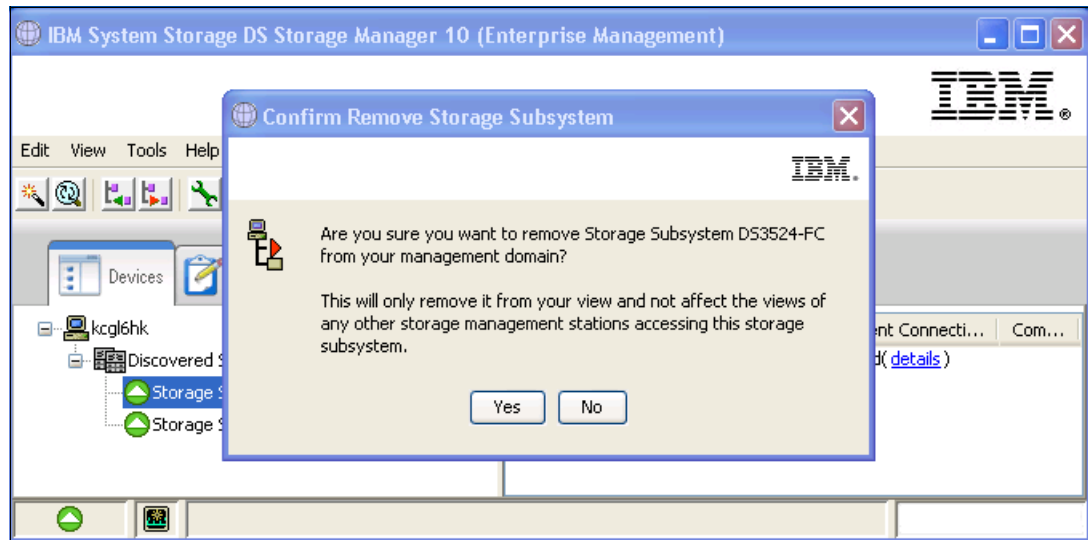 IBM System Storage DS Storage Manager 10 (Enterprise Management)
IBM®
Confirm Remove Storage Subsystem
Edit View Tools Help
IBM.
Are you sure you want to remove Storage Subsystem DS3524-FC
from your management domain?
This will only remove it from your view and not affect the views of
any other storage management stations accessing this storage
subsystem.
Yes No
Devices
kcgl6hk
Discovered S
Storage S
Storage S
nt Connecti... Com...
d( details )